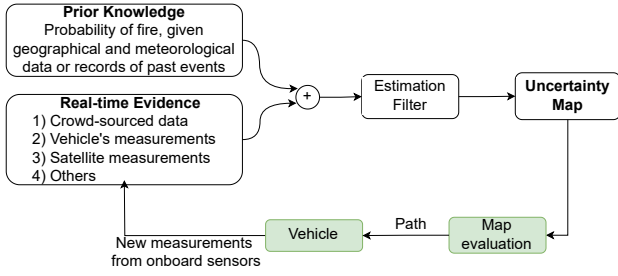 Prior Knowledge
Probability of fire, given
geographical and meteorological
data or records of past events
Real-time Evidence
1) Crowd-sourced data
2) Vehicle's measurements
3) Satellite measurements
4) Others
+
Estimation
Filter
Uncertainty
Map
Map
evaluation
Path
Vehicle
New measurements
from onboard sensors